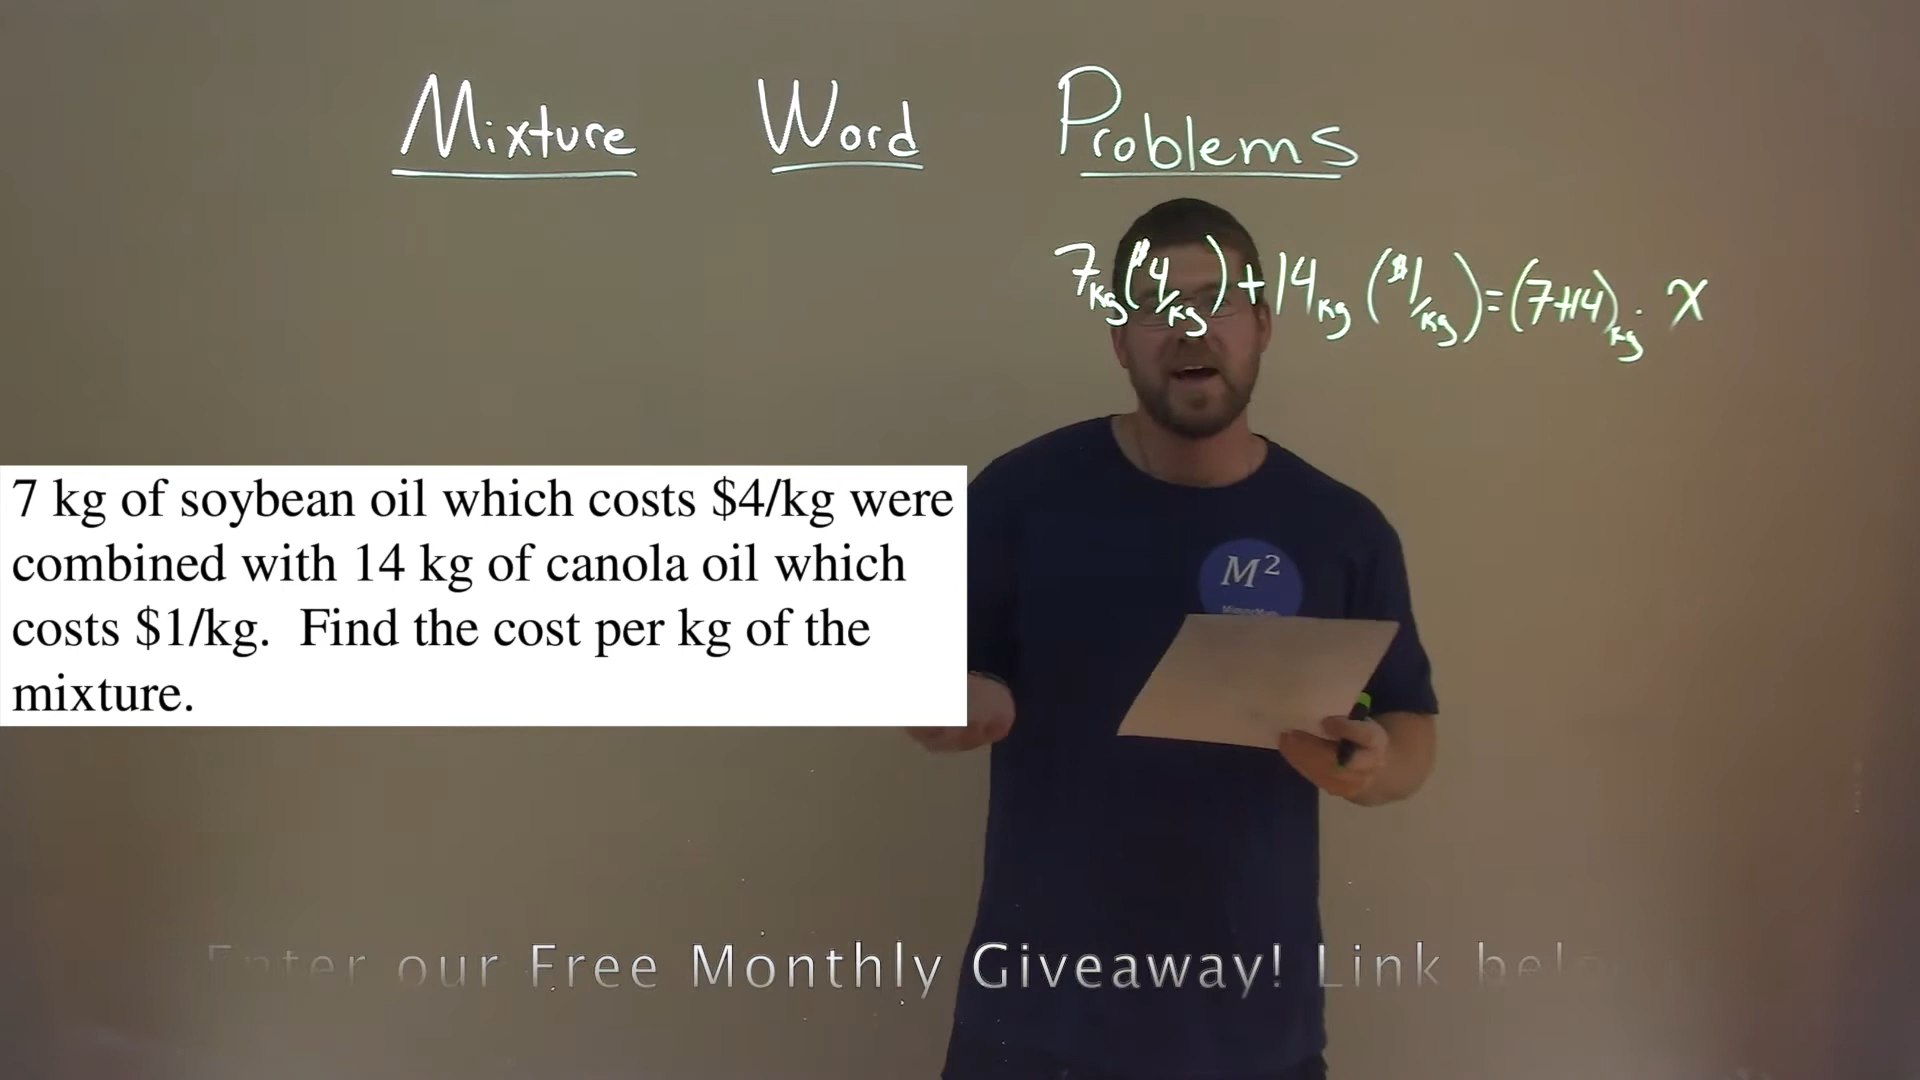 Mixture Word Problems
7kg ($4/kg) + 14kg ($1/kg) = (7+14)kg · x
7 kg of soybean oil which costs $4/kg were
combined with 14 kg of canola oil which
costs $1/kg. Find the cost per kg of the
mixture.
M²
Enter our Free Monthly Giveaway! Link belo